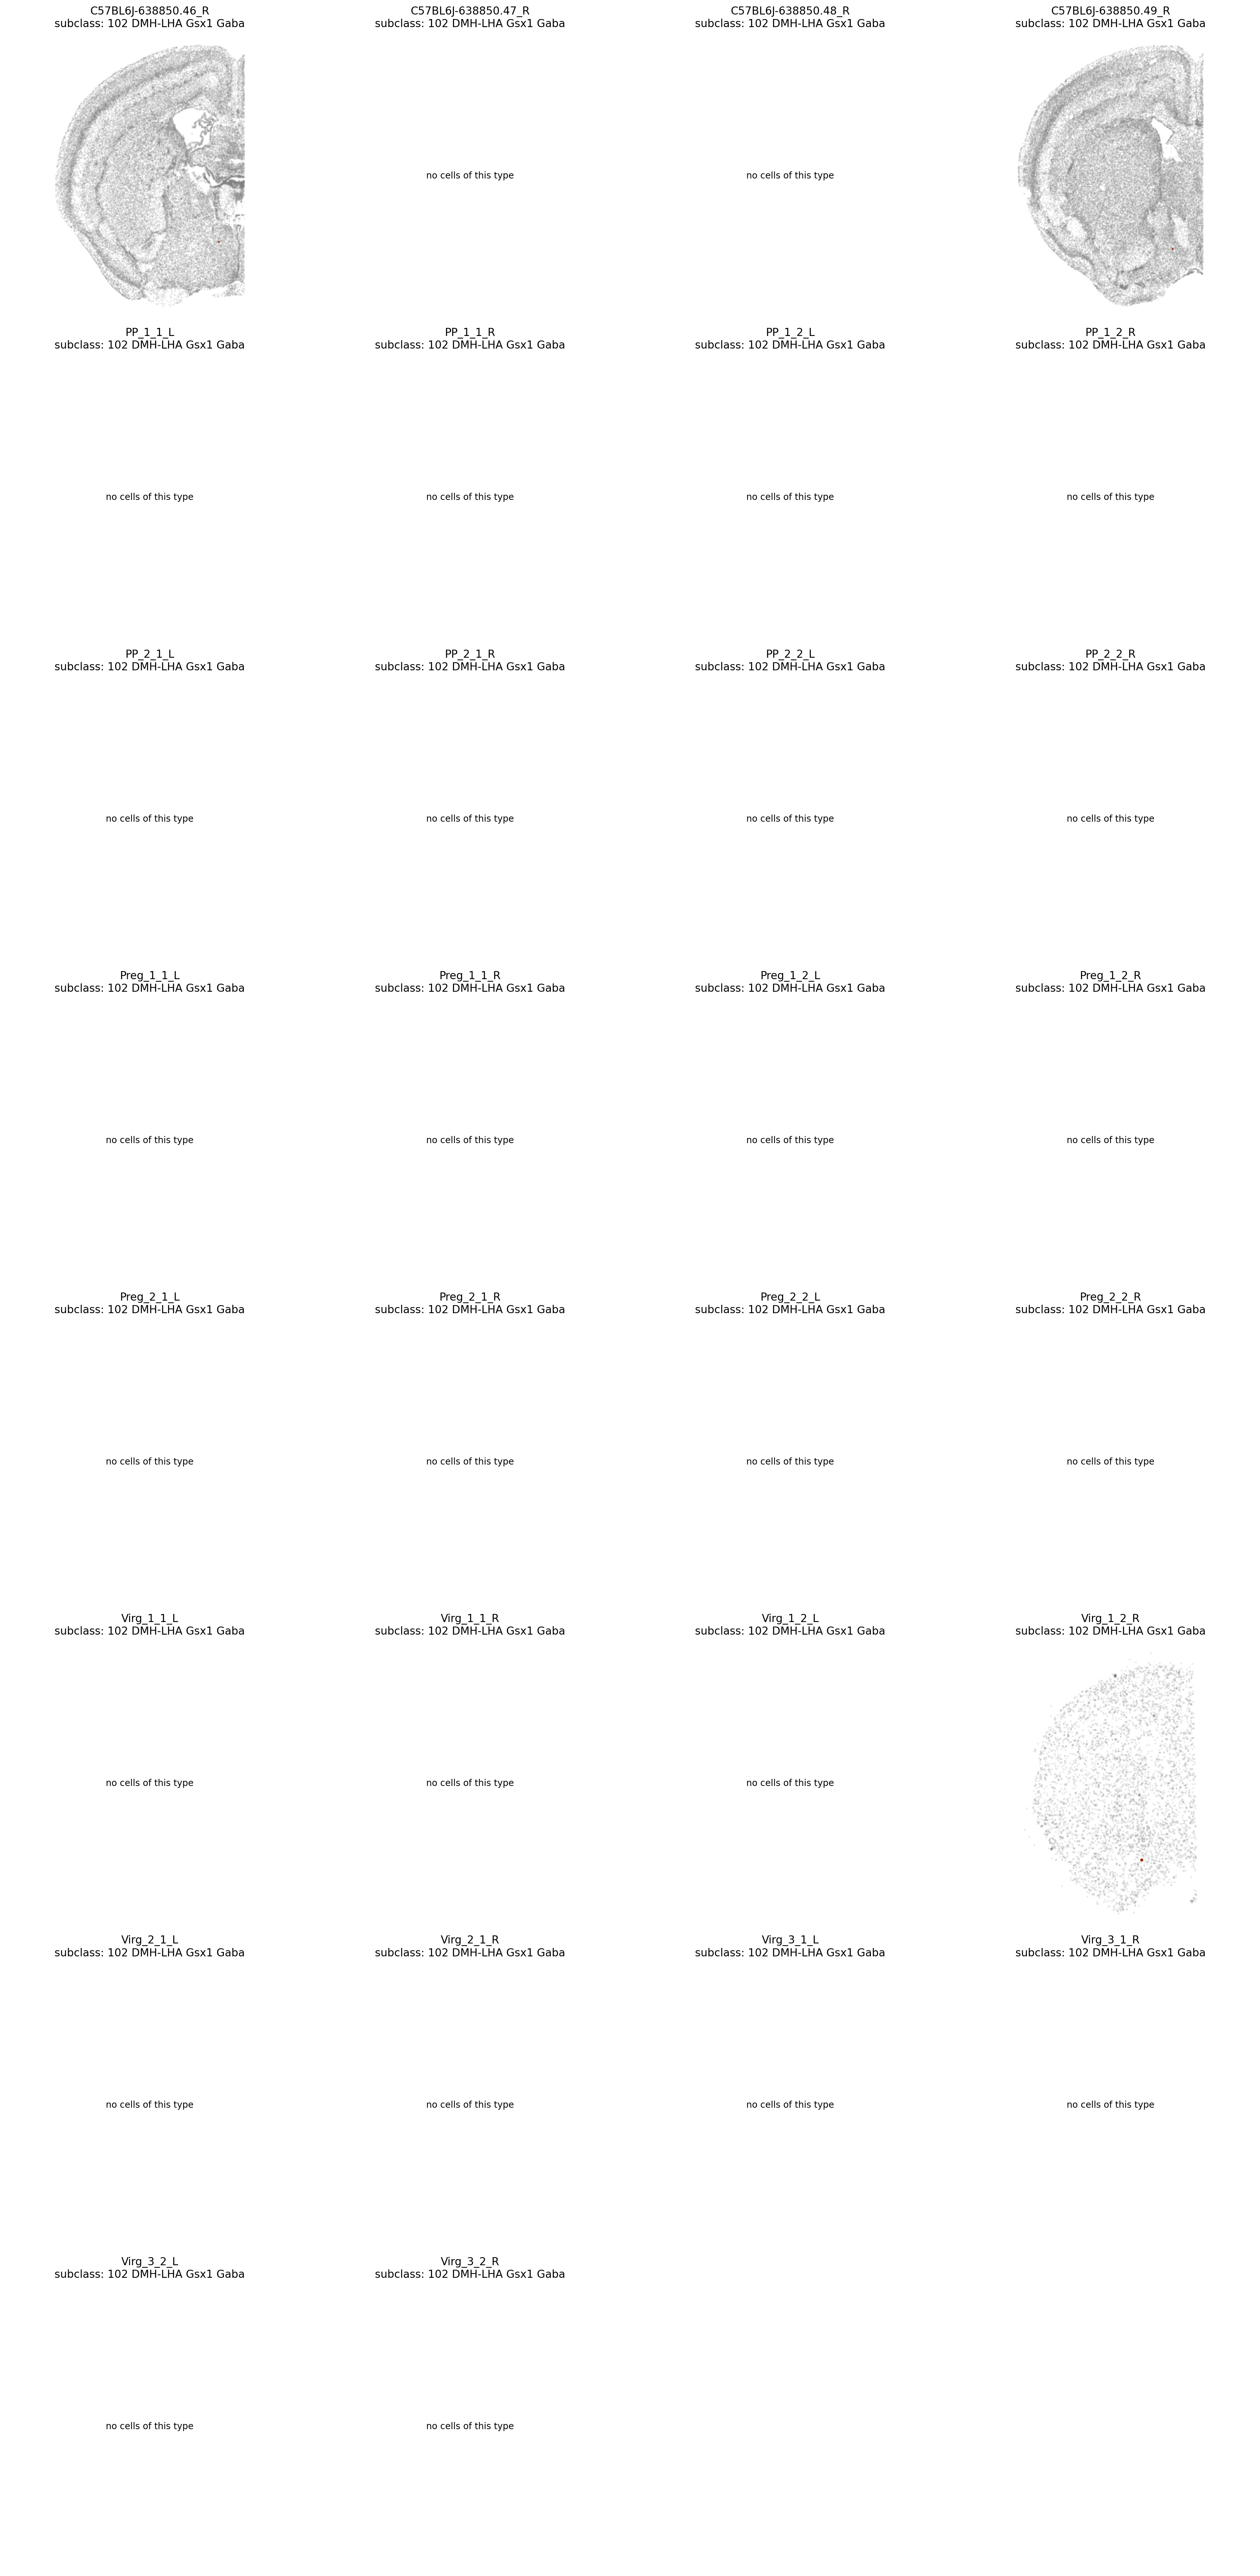 C57BL6J-638850.46_R
subclass: 102 DMH-LHA Gsx1 Gaba
C57BL6J-638850.47_R
subclass: 102 DMH-LHA Gsx1 Gaba
no cells of this type
C57BL6J-638850.48_R
subclass: 102 DMH-LHA Gsx1 Gaba
no cells of this type
C57BL6J-638850.49_R
subclass: 102 DMH-LHA Gsx1 Gaba
PP_1_1_L
subclass: 102 DMH-LHA Gsx1 Gaba
no cells of this type
PP_1_1_R
subclass: 102 DMH-LHA Gsx1 Gaba
no cells of this type
PP_1_2_L
subclass: 102 DMH-LHA Gsx1 Gaba
no cells of this type
PP_1_2_R
subclass: 102 DMH-LHA Gsx1 Gaba
no cells of this type
PP_2_1_L
subclass: 102 DMH-LHA Gsx1 Gaba
no cells of this type
PP_2_1_R
subclass: 102 DMH-LHA Gsx1 Gaba
no cells of this type
PP_2_2_L
subclass: 102 DMH-LHA Gsx1 Gaba
no cells of this type
PP_2_2_R
subclass: 102 DMH-LHA Gsx1 Gaba
no cells of this type
Preg_1_1_L
subclass: 102 DMH-LHA Gsx1 Gaba
no cells of this type
Preg_1_1_R
subclass: 102 DMH-LHA Gsx1 Gaba
no cells of this type
Preg_1_2_L
subclass: 102 DMH-LHA Gsx1 Gaba
no cells of this type
Preg_1_2_R
subclass: 102 DMH-LHA Gsx1 Gaba
no cells of this type
Preg_2_1_L
subclass: 102 DMH-LHA Gsx1 Gaba
no cells of this type
Preg_2_1_R
subclass: 102 DMH-LHA Gsx1 Gaba
no cells of this type
Preg_2_2_L
subclass: 102 DMH-LHA Gsx1 Gaba
no cells of this type
Preg_2_2_R
subclass: 102 DMH-LHA Gsx1 Gaba
no cells of this type
Virg_1_1_L
subclass: 102 DMH-LHA Gsx1 Gaba
no cells of this type
Virg_1_1_R
subclass: 102 DMH-LHA Gsx1 Gaba
no cells of this type
Virg_1_2_L
subclass: 102 DMH-LHA Gsx1 Gaba
no cells of this type
Virg_1_2_R
subclass: 102 DMH-LHA Gsx1 Gaba
Virg_2_1_L
subclass: 102 DMH-LHA Gsx1 Gaba
no cells of this type
Virg_2_1_R
subclass: 102 DMH-LHA Gsx1 Gaba
no cells of this type
Virg_3_1_L
subclass: 102 DMH-LHA Gsx1 Gaba
no cells of this type
Virg_3_1_R
subclass: 102 DMH-LHA Gsx1 Gaba
no cells of this type
Virg_3_2_L
subclass: 102 DMH-LHA Gsx1 Gaba
no cells of this type
Virg_3_2_R
subclass: 102 DMH-LHA Gsx1 Gaba
no cells of this type